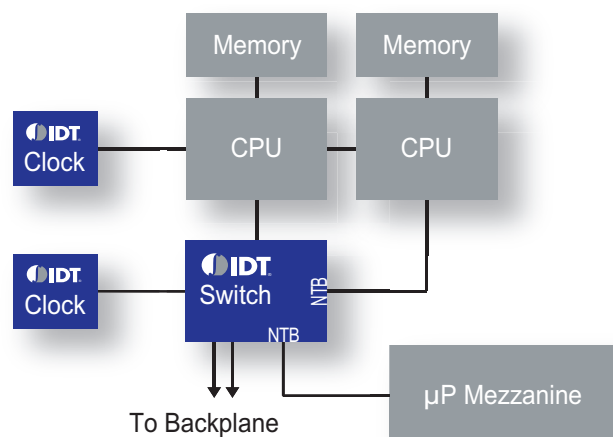 Memory
Memory
IDT
Clock
CPU
CPU
IDT
Clock
IDT
Switch
NTB
NTB
To Backplane
µP Mezzanine